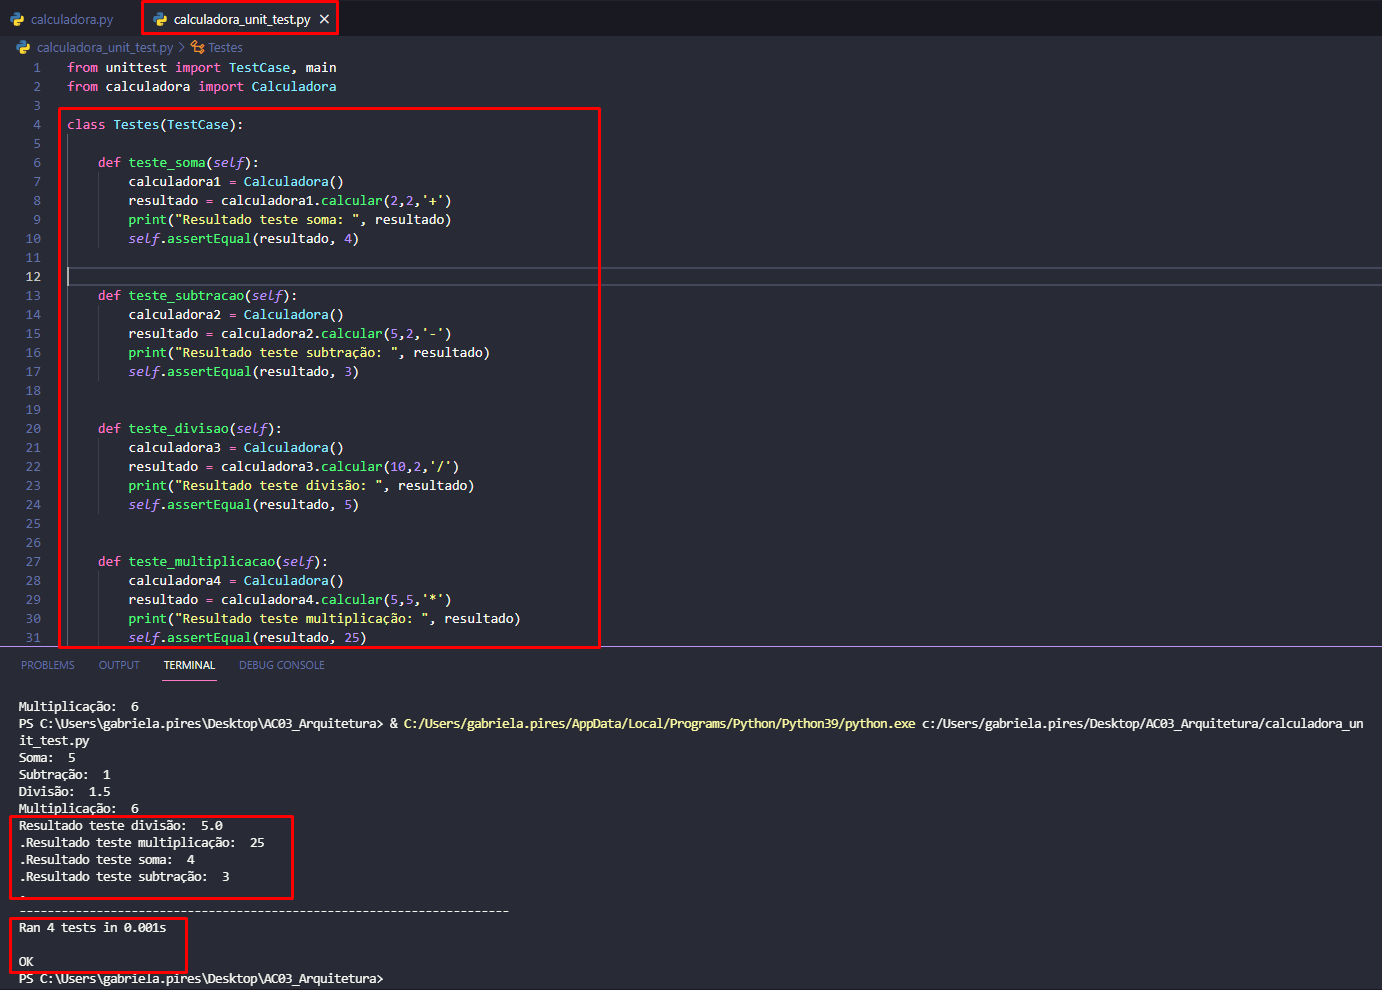 calculadora.py
calculadora_unit_test.py ×
calculadora_unit_test.py > Testes
1 from unittest import TestCase, main
2 from calculadora import Calculadora
3
4 class Testes(TestCase):
5
6     def teste_soma(self):
7         calculadora1 = Calculadora()
8         resultado = calculadora1.calcular(2,2,'+')
9         print("Resultado teste soma: ", resultado)
10         self.assertEqual(resultado, 4)
11
12
13     def teste_subtracao(self):
14         calculadora2 = Calculadora()
15         resultado = calculadora2.calcular(5,2,'-')
16         print("Resultado teste subtração: ", resultado)
17         self.assertEqual(resultado, 3)
18
19
20     def teste_divisao(self):
21         calculadora3 = Calculadora()
22         resultado = calculadora3.calcular(10,2,'/')
23         print("Resultado teste divisão: ", resultado)
24         self.assertEqual(resultado, 5)
25
26
27     def teste_multiplicacao(self):
28         calculadora4 = Calculadora()
29         resultado = calculadora4.calcular(5,5,'*')
30         print("Resultado teste multiplicação: ", resultado)
31         self.assertEqual(resultado, 25)
PROBLEMS OUTPUT TERMINAL DEBUG CONSOLE
Multiplicação:  6
PS C:\Users\gabriela.pires\Desktop\AC03_Arquitetura> & C:/Users/gabriela.pires/AppData/Local/Programs/Python/Python39/python.exe c:/Users/gabriela.pires/Desktop/AC03_Arquitetura/calculadora_un
it_test.py
Soma:  5
Subtração:  1
Divisão:  1.5
Multiplicação:  6
Resultado teste divisão:  5.0
.Resultado teste multiplicação:  25
.Resultado teste soma:  4
.Resultado teste subtração:  3
.
----------------------------------------------------------------------
Ran 4 tests in 0.001s

OK
PS C:\Users\gabriela.pires\Desktop\AC03_Arquitetura>